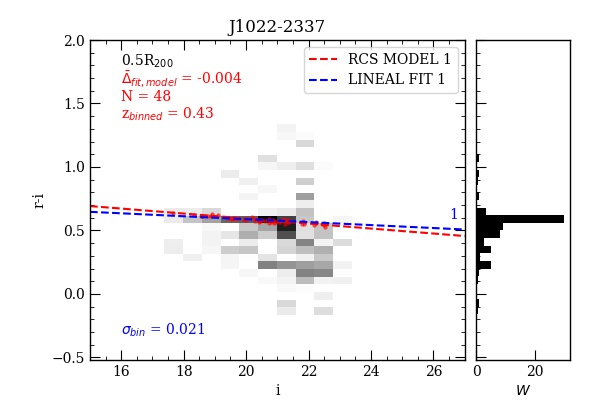 J1022-2337
2.0
1.5
1.0
0.5
0.0
−0.5
r-i
0.5R200
Δ̄fit, model = -0.004
N = 48
zbinned = 0.43
RCS MODEL 1
LINEAL FIT 1
1
σbin = 0.021
16 18 20 22 24 26
i
0 20
W